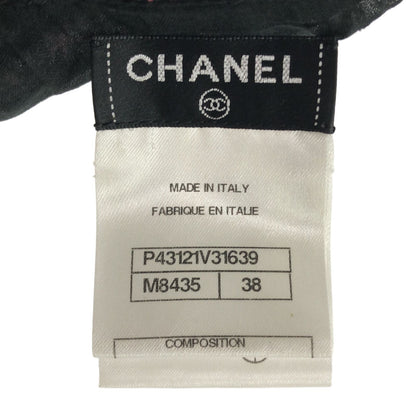 CHANEL
MADE IN ITALY
FABRIQUE EN ITALIE
P43121V31639
M8435 38
COMPOSITION